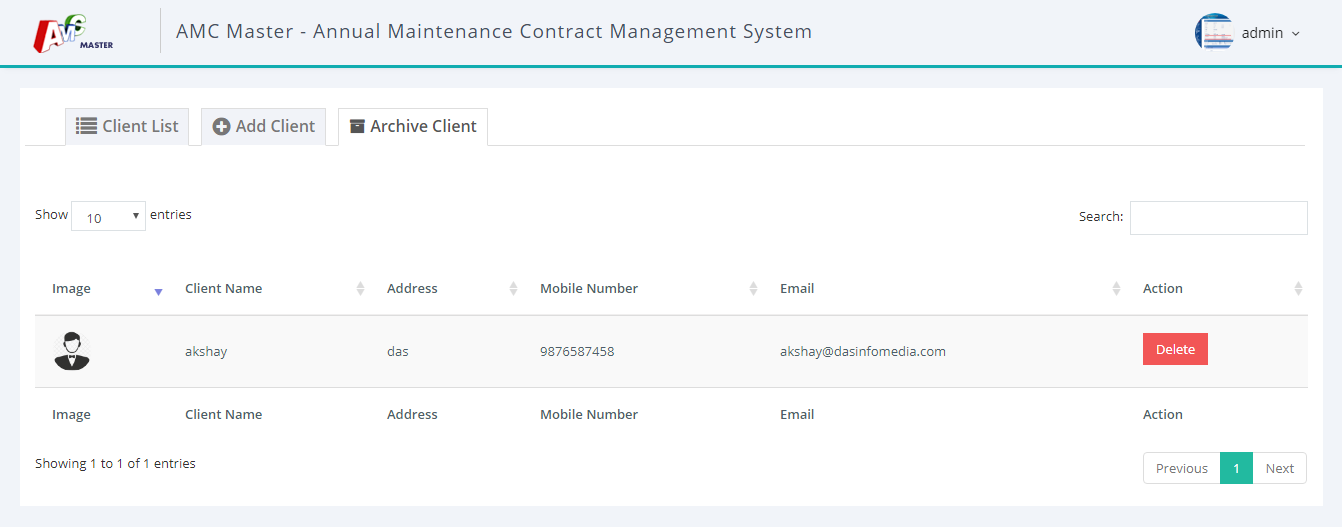 AMC MASTER
AMC Master - Annual Maintenance Contract Management System
admin
Client List Add Client Archive Client
Show 10 entries Search:
Image Client Name Address Mobile Number Email Action
akshay das 9876587458 akshay@dasinfomedia.com Delete
Image Client Name Address Mobile Number Email Action
Showing 1 to 1 of 1 entries Previous 1 Next